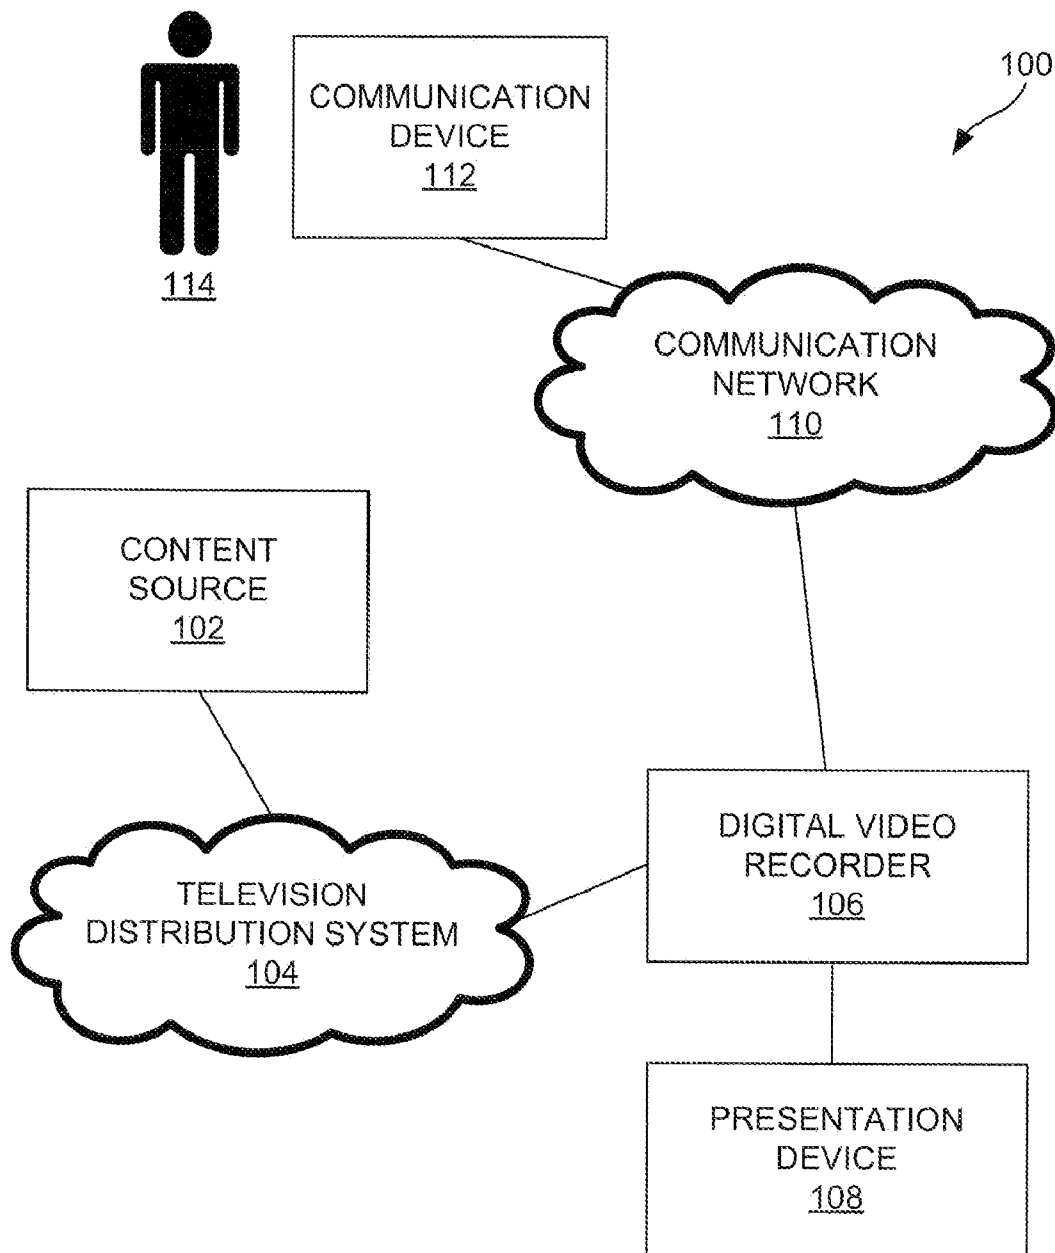 100
COMMUNICATION
DEVICE
112
114
COMMUNICATION
NETWORK
110
CONTENT
SOURCE
102
DIGITAL VIDEO
RECORDER
106
TELEVISION
DISTRIBUTION SYSTEM
104
PRESENTATION
DEVICE
108